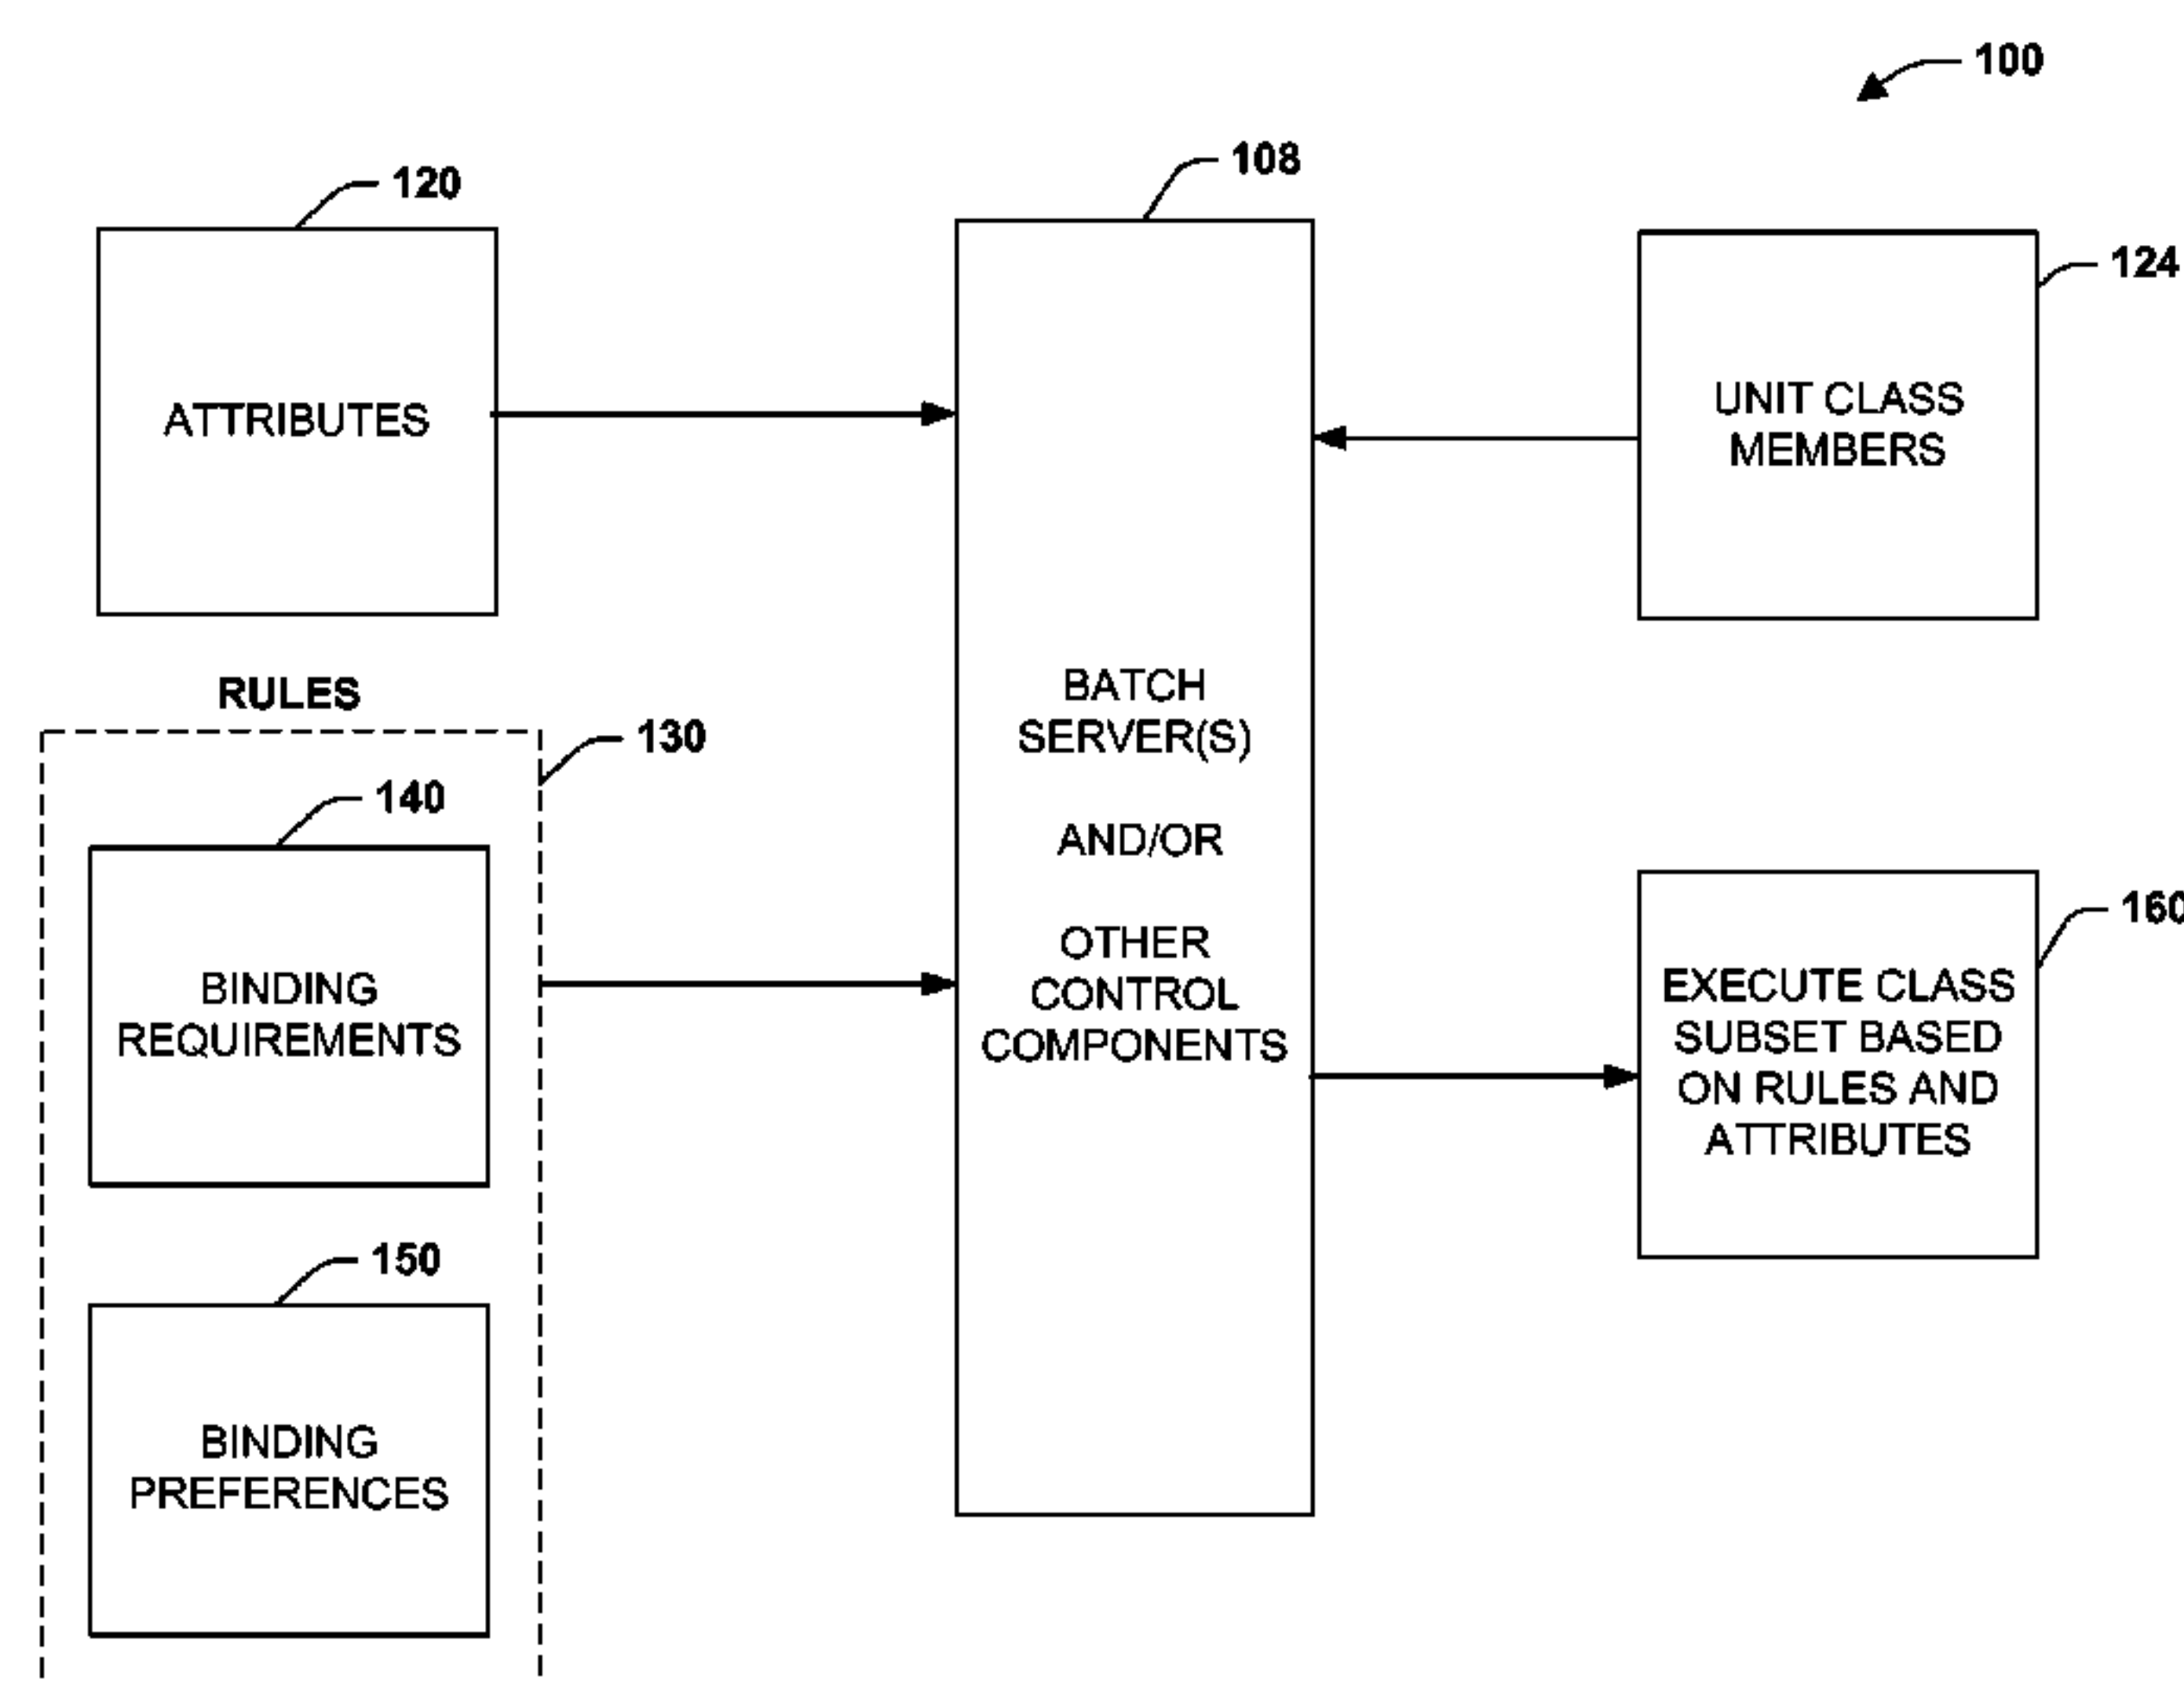 100
120
108
124
ATTRIBUTES
UNIT CLASS
MEMBERS
RULES
130
140
BINDING
REQUIREMENTS
150
BINDING
PREFERENCES
BATCH
SERVER(S)
AND/OR
OTHER
CONTROL
COMPONENTS
160
EXECUTE CLASS
SUBSET BASED
ON RULES AND
ATTRIBUTES